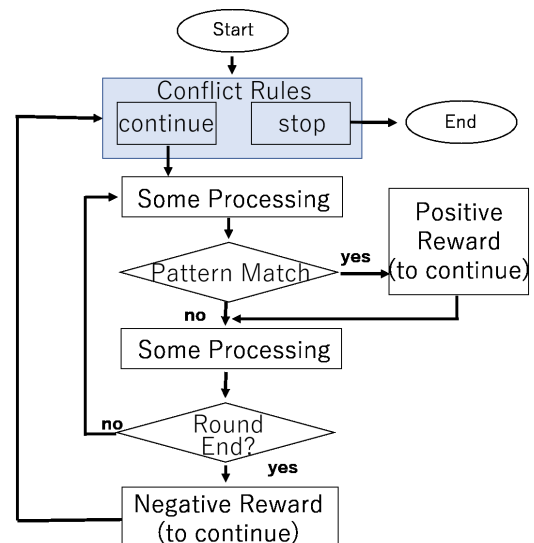 Start
Conflict Rules
continue
stop
End
Some Processing
Pattern Match
yes
Positive
Reward
(to continue)
no
Some Processing
Round
End?
no
yes
Negative Reward
(to continue)